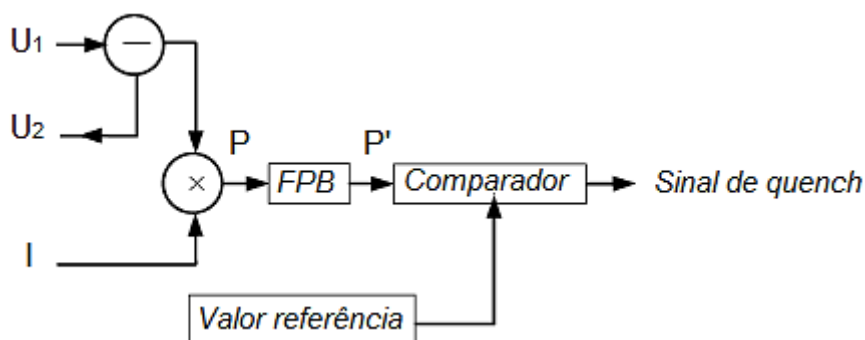 U1
−
U2
P
P'
×
FPB
Comparador
Sinal de quench
I
Valor referência